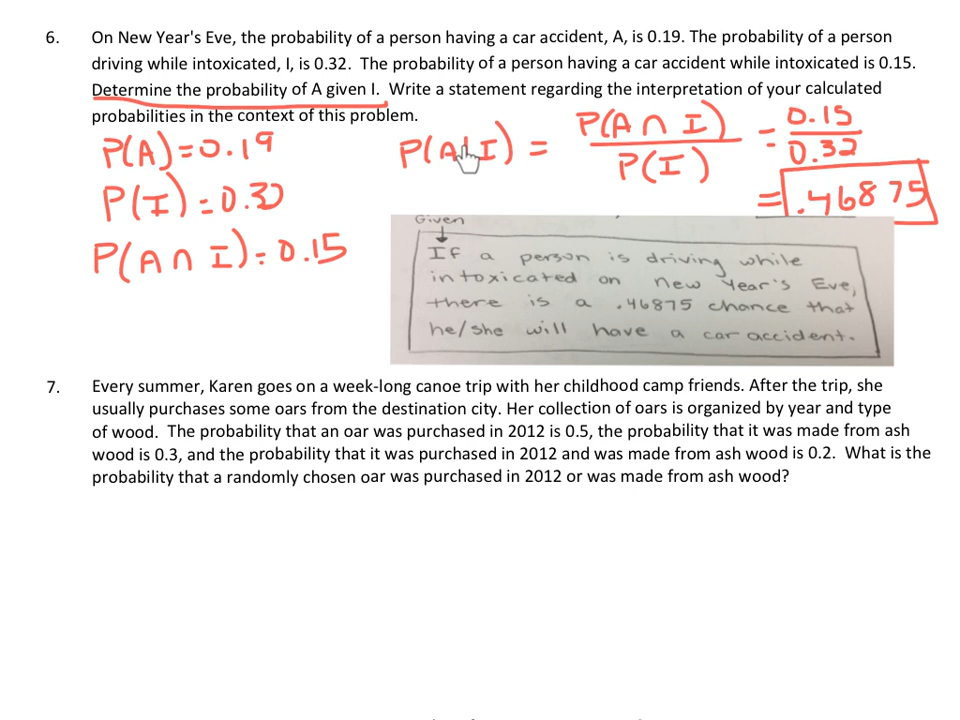 6. On New Year's Eve, the probability of a person having a car accident, A, is 0.19. The probability of a person
driving while intoxicated, I, is 0.32. The probability of a person having a car accident while intoxicated is 0.15.
Determine the probability of A given I. Write a statement regarding the interpretation of your calculated
probabilities in the context of this problem.
P(A)=0.19
P(I)=0.32
P(A∩I)=0.15
P(A|I) = P(A∩I)/P(I) = 0.15/0.32
= .46875
Given
If a person is driving while
intoxicated on New Year's Eve,
there is a .46875 chance that
he/she will have a car accident.
7. Every summer, Karen goes on a week-long canoe trip with her childhood camp friends. After the trip, she
usually purchases some oars from the destination city. Her collection of oars is organized by year and type
of wood. The probability that an oar was purchased in 2012 is 0.5, the probability that it was made from ash
wood is 0.3, and the probability that it was purchased in 2012 and was made from ash wood is 0.2. What is the
probability that a randomly chosen oar was purchased in 2012 or was made from ash wood?